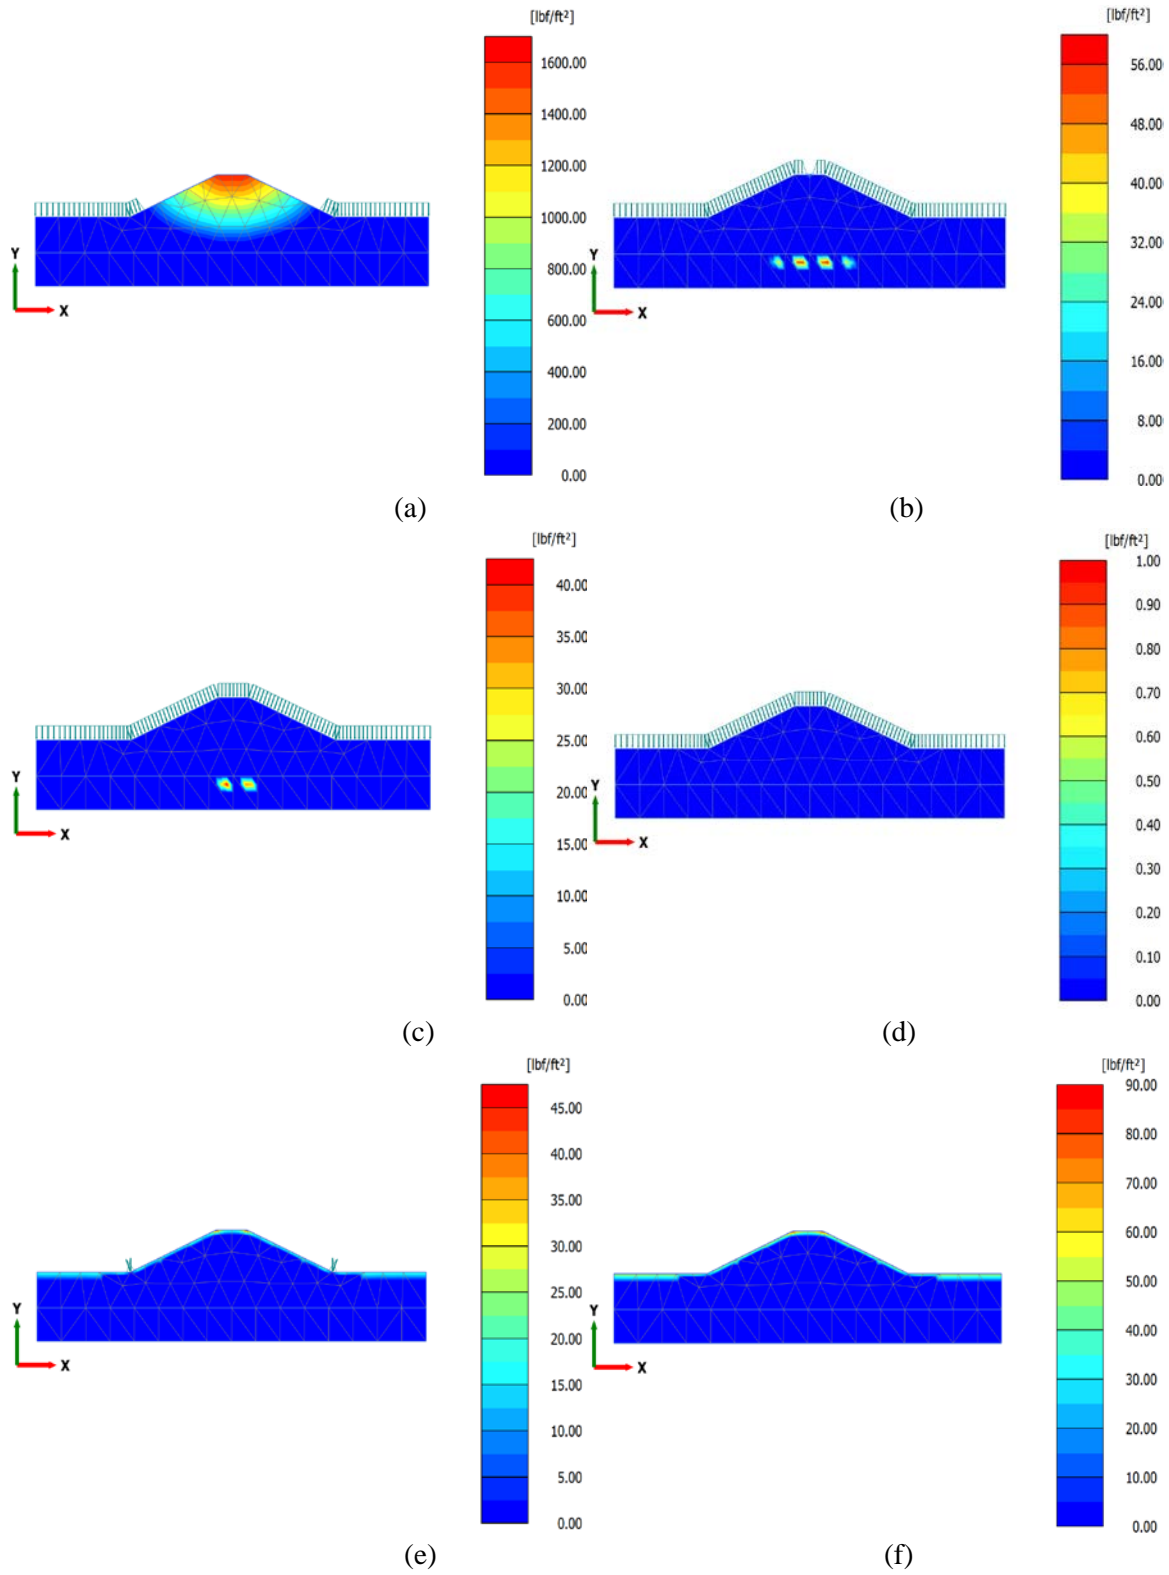 [lbf/ft²]
1600.00
1400.00
1200.00
1000.00
800.00
600.00
400.00
200.00
0.00
Y
X
(a)
[lbf/ft²]
56.00
48.00
40.00
32.00
24.00
16.00
8.00
0.00
Y
X
(b)
[lbf/ft²]
40.00
35.00
30.00
25.00
20.00
15.00
10.00
5.00
0.00
Y
X
(c)
[lbf/ft²]
1.00
0.90
0.80
0.70
0.60
0.50
0.40
0.30
0.20
0.10
0.00
Y
X
(d)
[lbf/ft²]
45.00
40.00
35.00
30.00
25.00
20.00
15.00
10.00
5.00
0.00
Y
X
(e)
[lbf/ft²]
90.00
80.00
70.00
60.00
50.00
40.00
30.00
20.00
10.00
0.00
Y
X
(f)